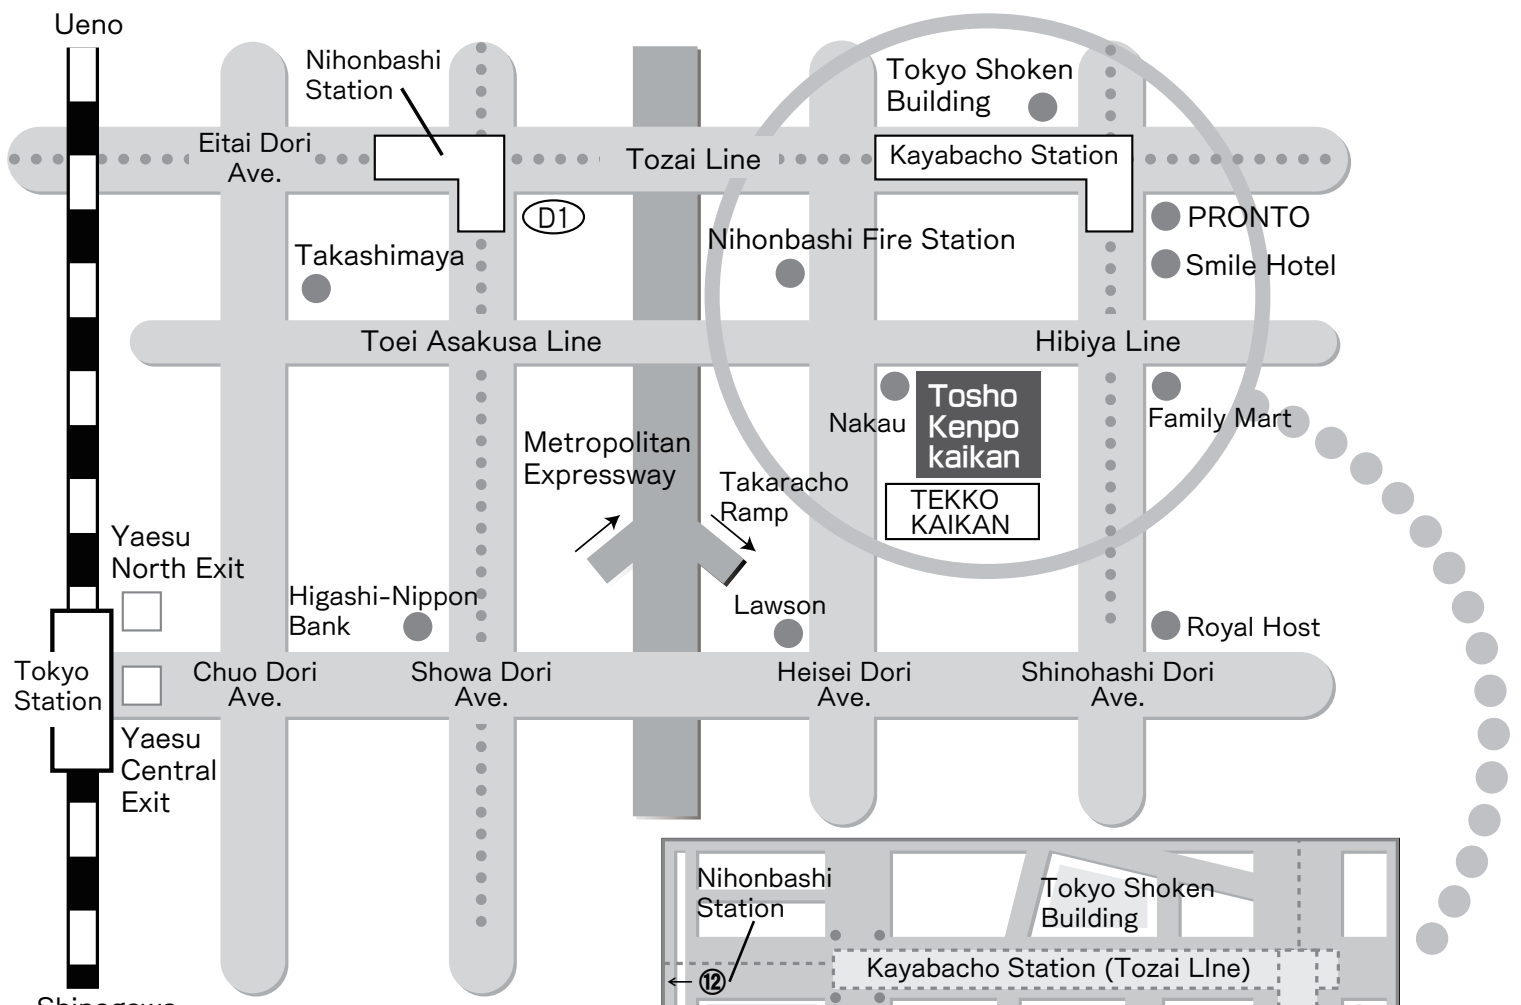 Ueno
Nihonbashi
Station
Tokyo Shoken
Building
Eitai Dori
Ave.
Tozai Line
Kayabacho Station
D1
PRONTO
Nihonbashi Fire Station
Takashimaya
Smile Hotel
Toei Asakusa Line
Hibiya Line
Tosho
Kenpo
kaikan
Nakau
Family Mart
Metropolitan
Expressway
Takaracho
Ramp
TEKKO
KAIKAN
Yaesu
North Exit
Higashi-Nippon
Bank
Lawson
Royal Host
Tokyo
Station
Chuo Dori
Ave.
Showa Dori
Ave.
Heisei Dori
Ave.
Shinohashi Dori
Ave.
Yaesu
Central
Exit
Nihonbashi
Station
Tokyo Shoken
Building
Kayabacho Station (Tozai LIne)
← ⑫